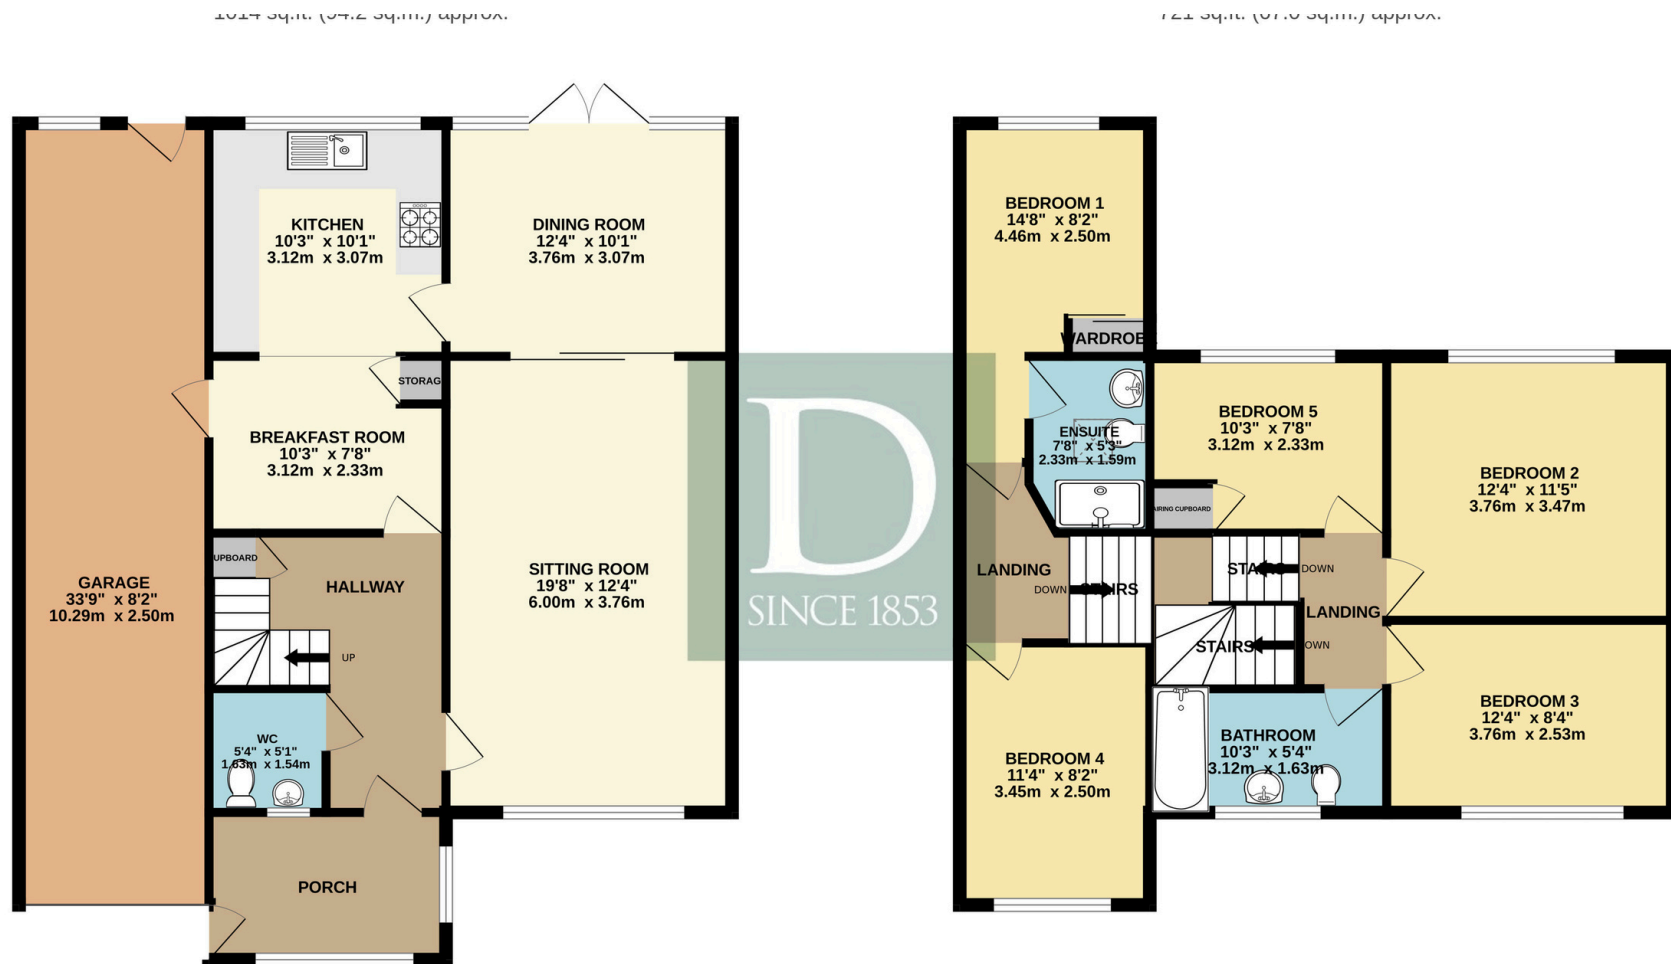 KITCHEN
10'3" x 10'1"
3.12m x 3.07m
DINING ROOM
12'4" x 10'1"
3.76m x 3.07m
STORAG
BREAKFAST ROOM
10'3" x 7'8"
3.12m x 2.33m
UPBOARD
HALLWAY
GARAGE
33'9" x 8'2"
10.29m x 2.50m
SITTING ROOM
19'8" x 12'4"
6.00m x 3.76m
UP
WC
5'4" x 5'1"
1.63m x 1.54m
PORCH
D
SINCE 1853
BEDROOM 1
14'8" x 8'2"
4.46m x 2.50m
WARDROBE
ENSUITE
7'8" x 5'3"
2.33m x 1.59m
BEDROOM 5
10'3" x 7'8"
3.12m x 2.33m
AIRING CUPBOARD
BEDROOM 2
12'4" x 11'5"
3.76m x 3.47m
LANDING
DOWN
STAIRS
STAIRS
DOWN
LANDING
STAIRS
OWN
BEDROOM 3
12'4" x 8'4"
3.76m x 2.53m
BATHROOM
10'3" x 5'4"
3.12m x 1.63m
BEDROOM 4
11'4" x 8'2"
3.45m x 2.50m